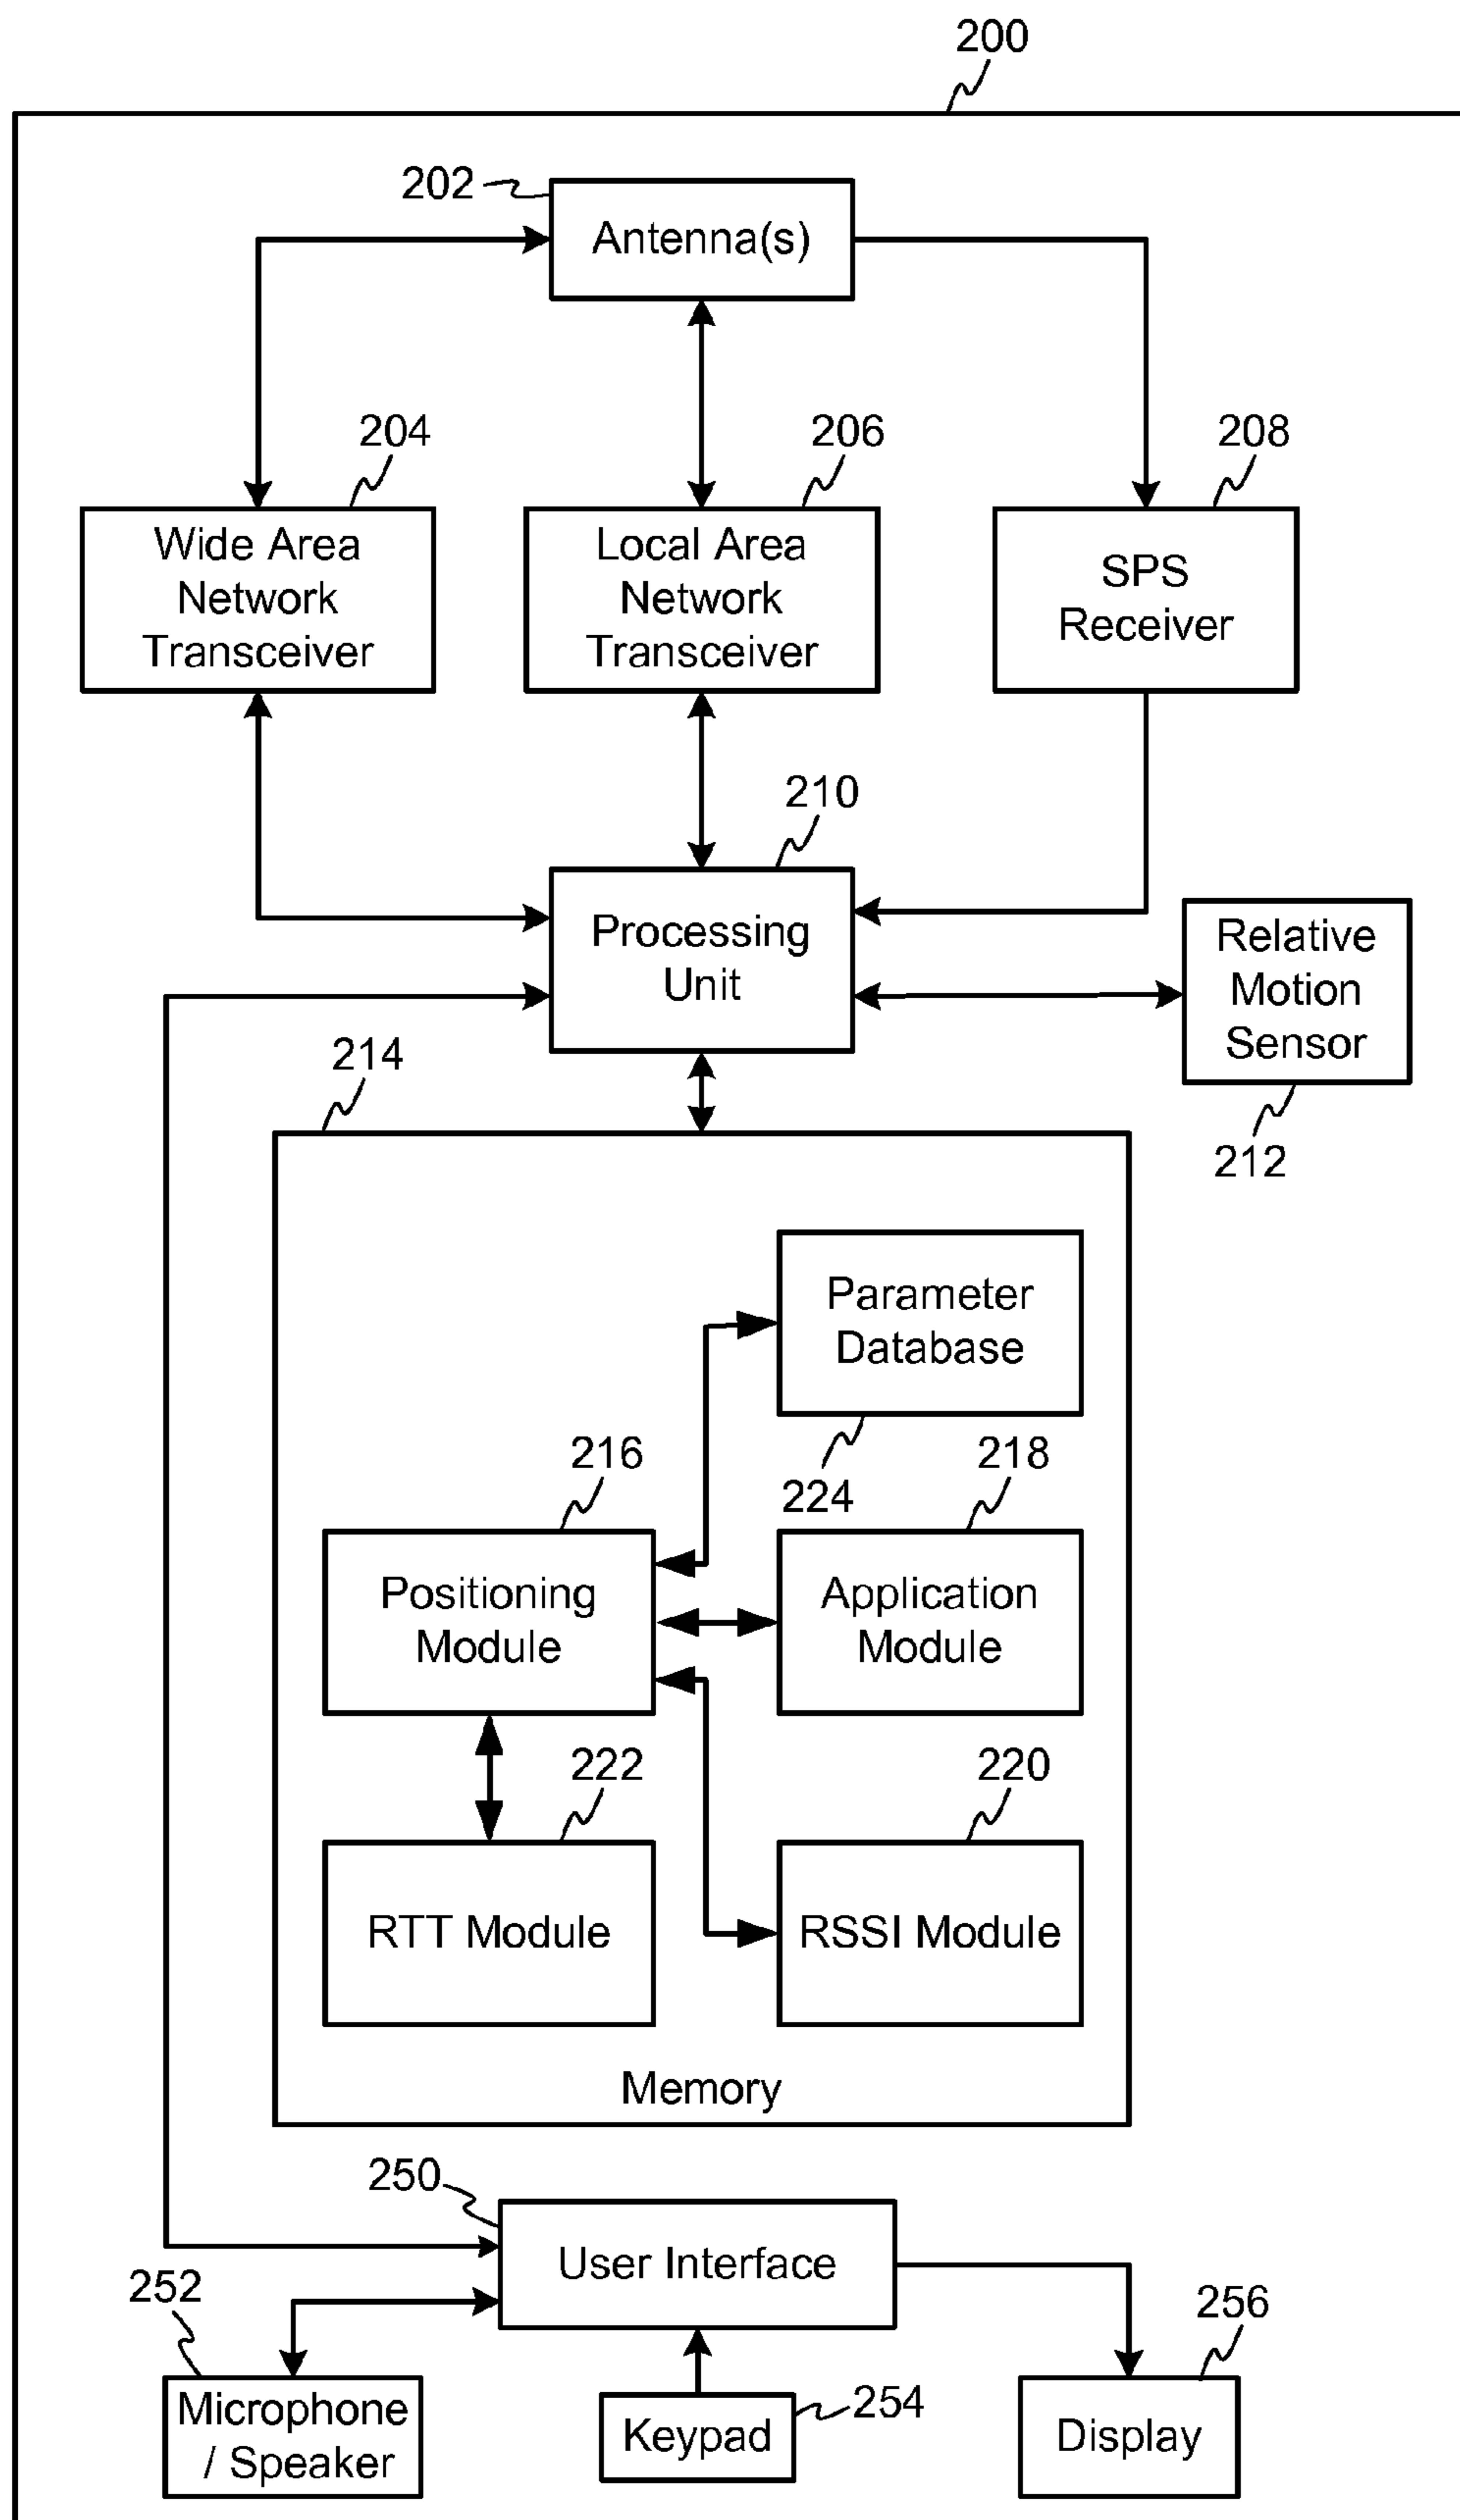 200
202
Antenna(s)
204
206
208
Wide Area
Network
Transceiver
Local Area
Network
Transceiver
SPS
Receiver
210
Processing
Unit
Relative
Motion
Sensor
212
214
Parameter
Database
224
216
218
Positioning
Module
Application
Module
222
220
RTT Module
RSSI Module
Memory
250
User Interface
252
256
Microphone
/ Speaker
Keypad
254
Display